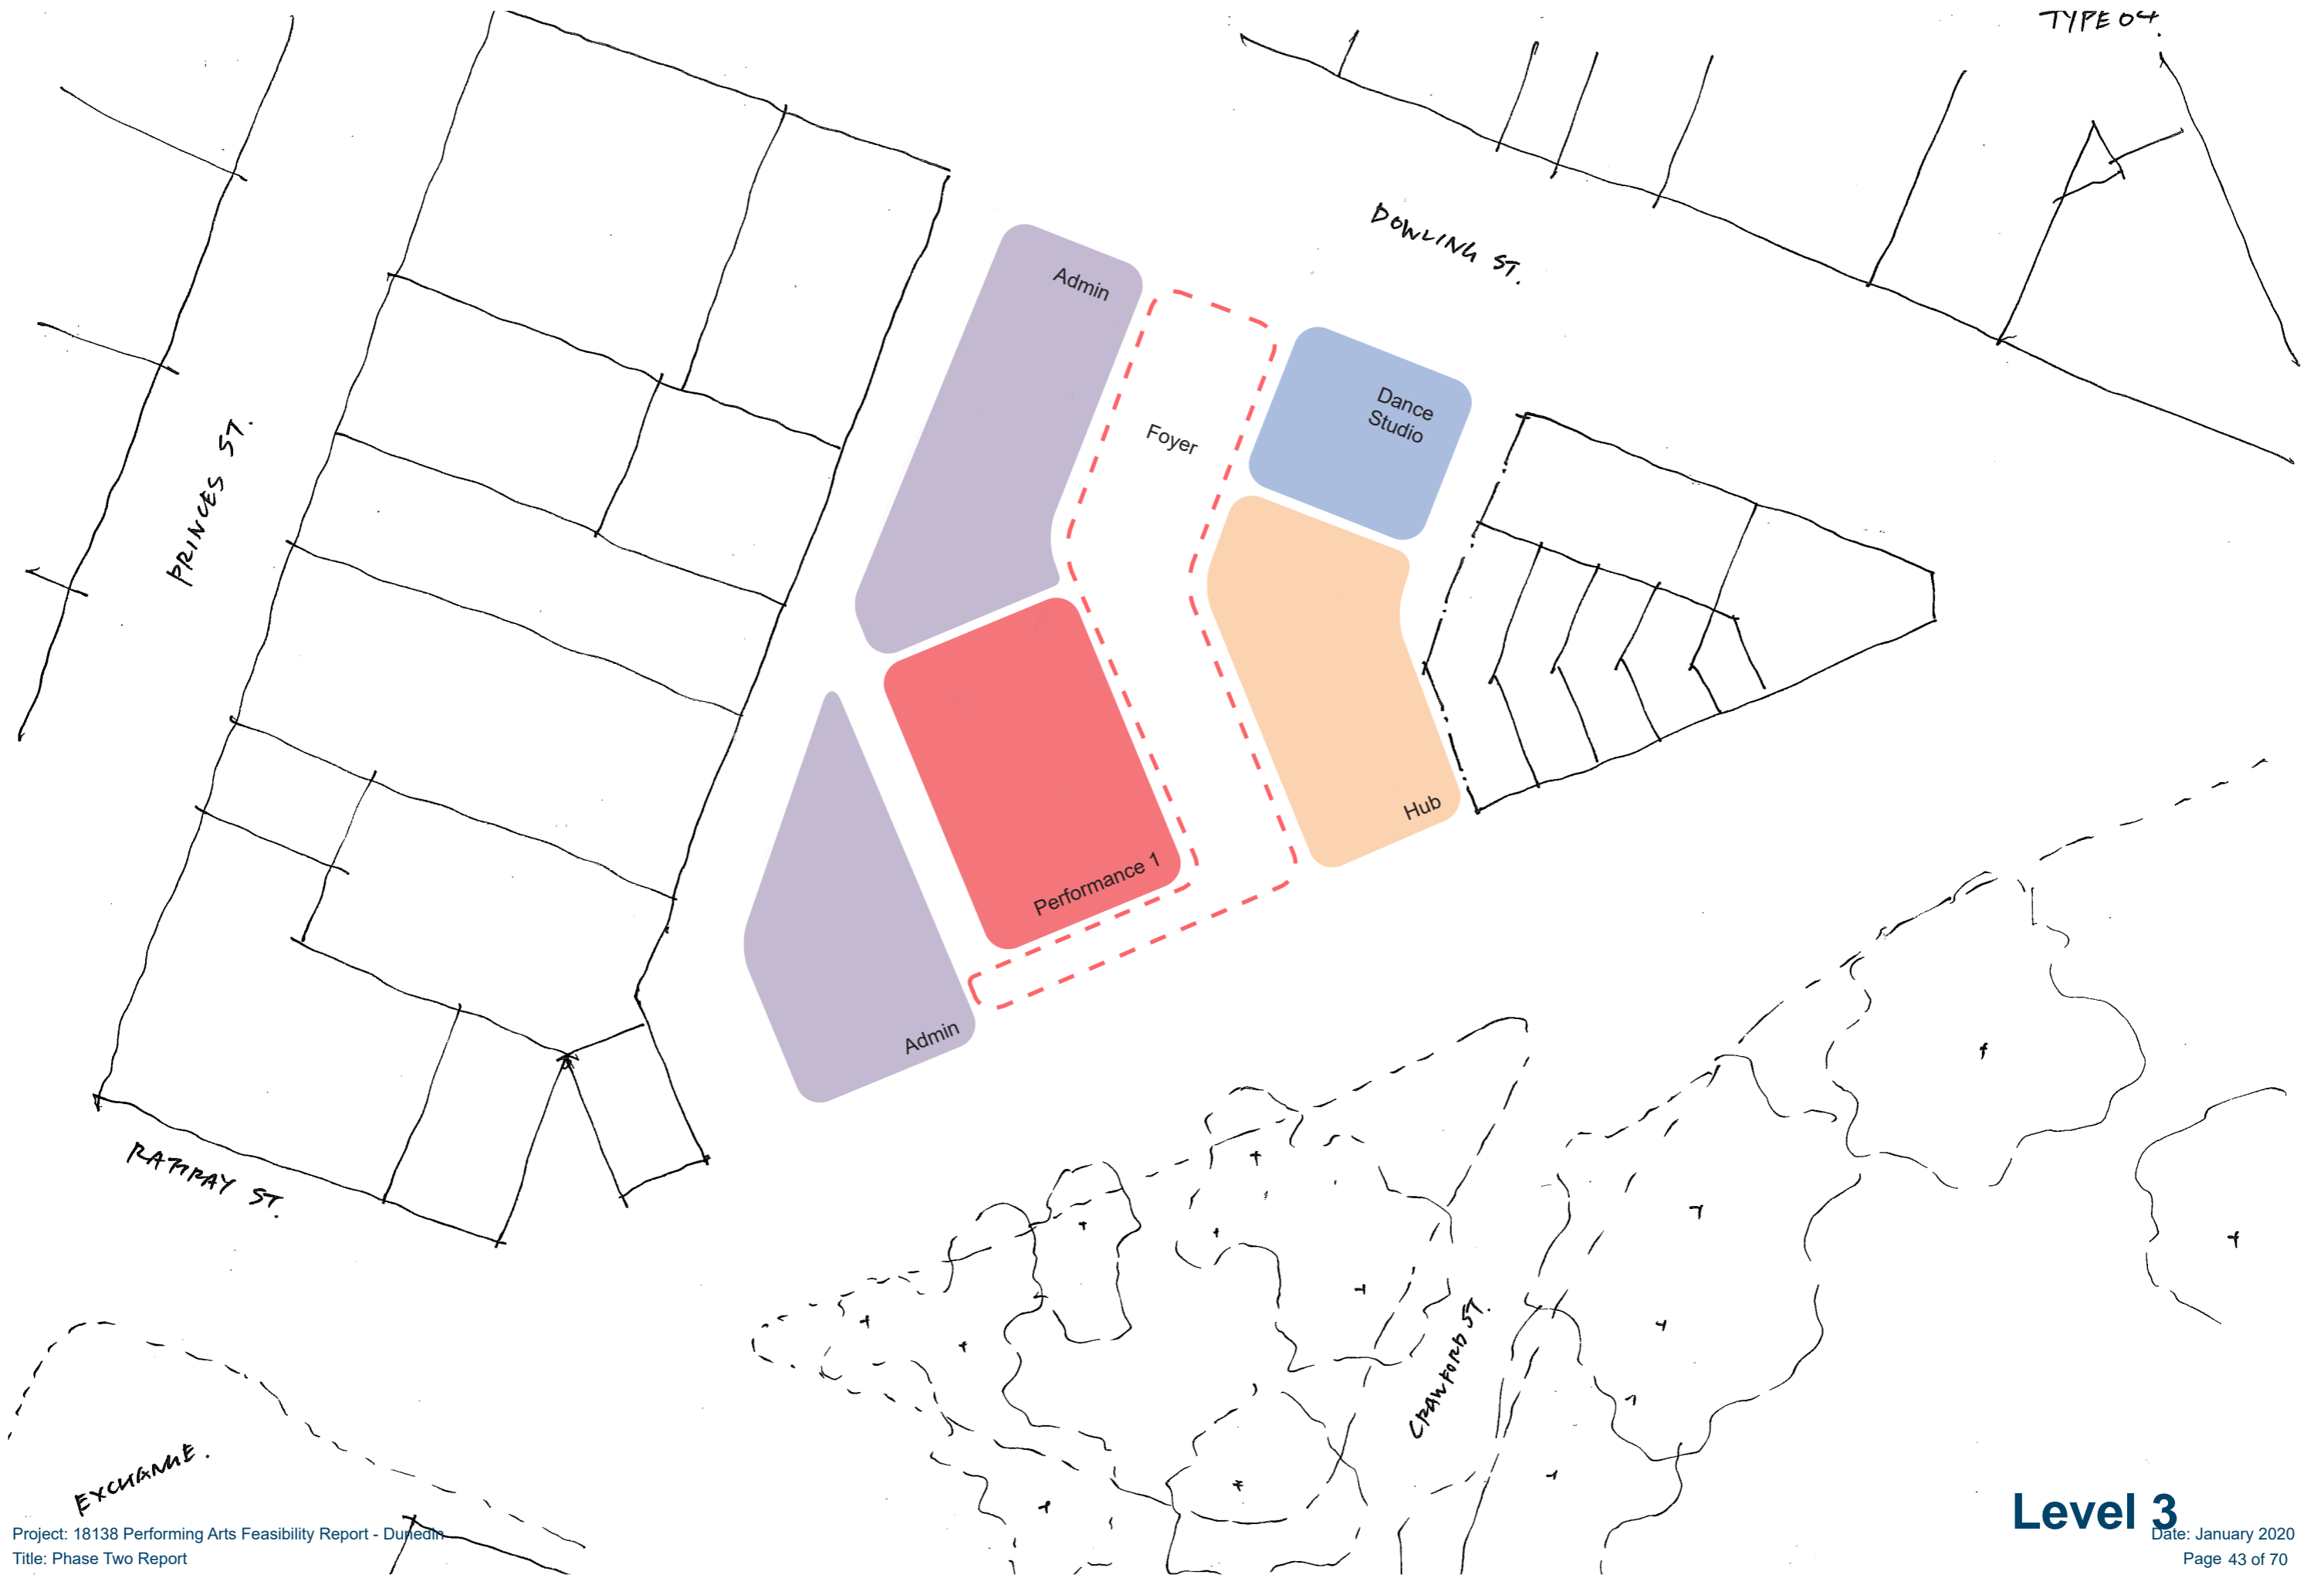 TYPE 04.
DOWLING ST.
Admin
Foyer
Dance
Studio
PRINCES ST.
Performance 1
Hub
Admin
RATTRAY ST.
CRAWFORD ST.
EXCHANGE.
Level 3
Project: 18138 Performing Arts Feasibility Report - Dunedin
Title: Phase Two Report
Date: January 2020
Page 43 of 70